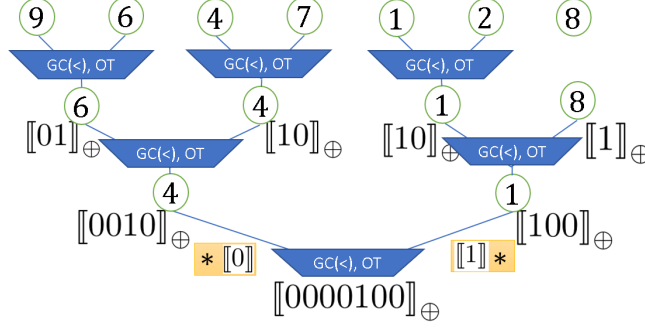 9 6 4 7 1 2 8
GC(<), OT GC(<), OT GC(<), OT
6 4 1 8
⟦01⟧⊕ GC(<), OT ⟦10⟧⊕ ⟦10⟧⊕ GC(<), OT ⟦1⟧⊕
4 1
⟦0010⟧⊕ ⟦100⟧⊕
* ⟦0⟧ GC(<), OT ⟦1⟧ *
⟦0000100⟧⊕